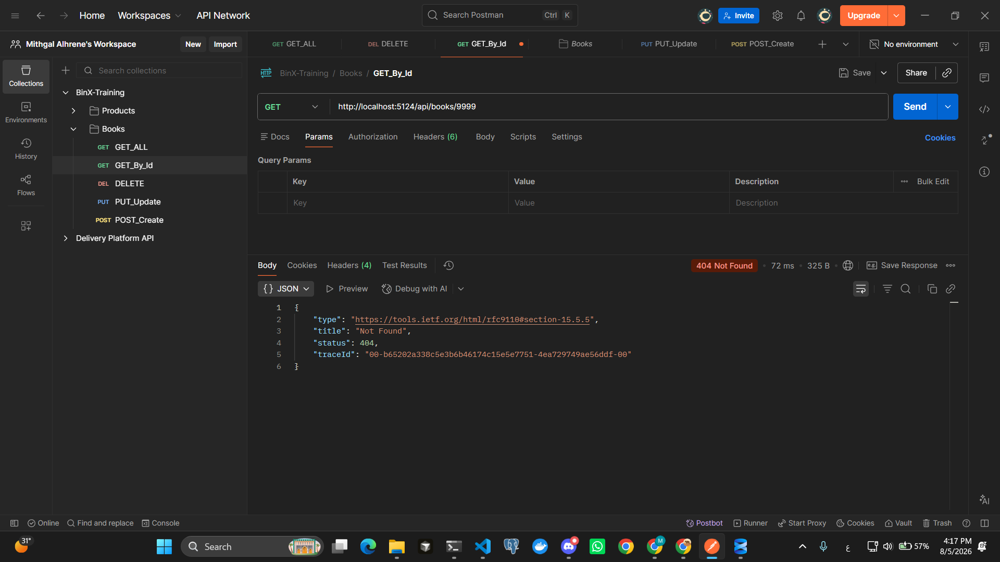 Home
Workspaces
API Network
Search Postman
Ctrl K
Invite
Upgrade
Mithgal Alhrene's Workspace
New
Import
GET GET_ALL
DEL DELETE
GET GET_By_Id
Books
PUT PUT_Update
POST POST_Create
No environment
Collections
Environments
History
Flows
Search collections
BinX-Training
Products
Books
GET GET_ALL
GET GET_By_Id
DEL DELETE
PUT PUT_Update
POST POST_Create
Delivery Platform API
HTTP BinX-Training / Books / GET_By_Id
Save
Share
GET
http://localhost:5124/api/books/9999
Send
Docs
Params
Authorization
Headers (6)
Body
Scripts
Settings
Cookies
Query Params
Key Value Description Bulk Edit
Key Value Description
Body
Cookies
Headers (4)
Test Results
404 Not Found
72 ms
325 B
e.g. Save Response
{} JSON
Preview
Debug with AI
1 {
2 "type": "https://tools.ietf.org/html/rfc9110#section-15.5.5",
3 "title": "Not Found",
4 "status": 404,
5 "traceId": "00-b65202a338c5e3b6b46174c15e5e7751-4ea729749ae56ddf-00"
6 }
AI
Online
Find and replace
Console
Postbot
Runner
Start Proxy
Cookies
Vault
Trash
31°
Search
M
ع
57%
4:17 PM
8/5/2026